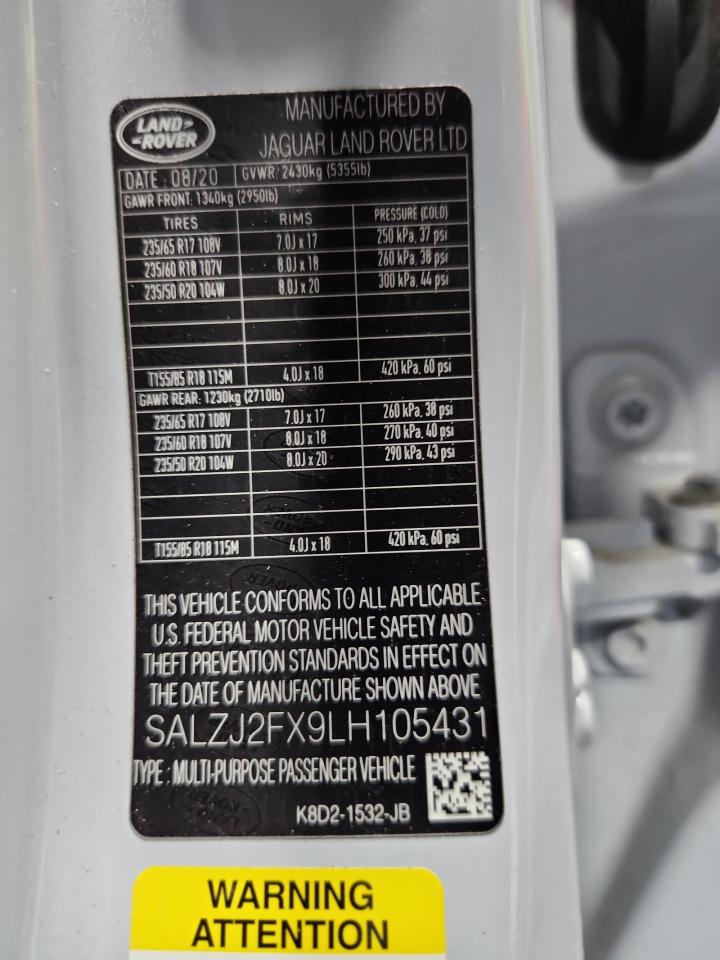 LAND-
-ROVER
MANUFACTURED BY
JAGUAR LAND ROVER LTD
DATE : 08/20 GVWR: 2430kg (5355lb)
GAWR FRONT: 1340kg (2950lb)
TIRES RIMS PRESSURE (COLD)
235/65 R17 108V 7.0J x 17 250 kPa, 37 psi
235/60 R18 107V 8.0J x 18 260 kPa, 38 psi
235/50 R20 104W 8.0J x 20 300 kPa, 44 psi
T155/85 R18 115M 4.0J x 18 420 kPa, 60 psi
GAWR REAR: 1230kg (2710lb)
235/65 R17 108V 7.0J x 17 260 kPa, 38 psi
235/60 R18 107V 8.0J x 18 270 kPa, 40 psi
235/50 R20 104W 8.0J x 20 290 kPa, 43 psi
T155/85 R18 115M 4.0J x 18 420 kPa, 60 psi
THIS VEHICLE CONFORMS TO ALL APPLICABLE
U.S. FEDERAL MOTOR VEHICLE SAFETY AND
THEFT PREVENTION STANDARDS IN EFFECT ON
THE DATE OF MANUFACTURE SHOWN ABOVE
SALZJ2FX9LH105431
TYPE : MULTI-PURPOSE PASSENGER VEHICLE
K8D2-1532-JB
WARNING
ATTENTION